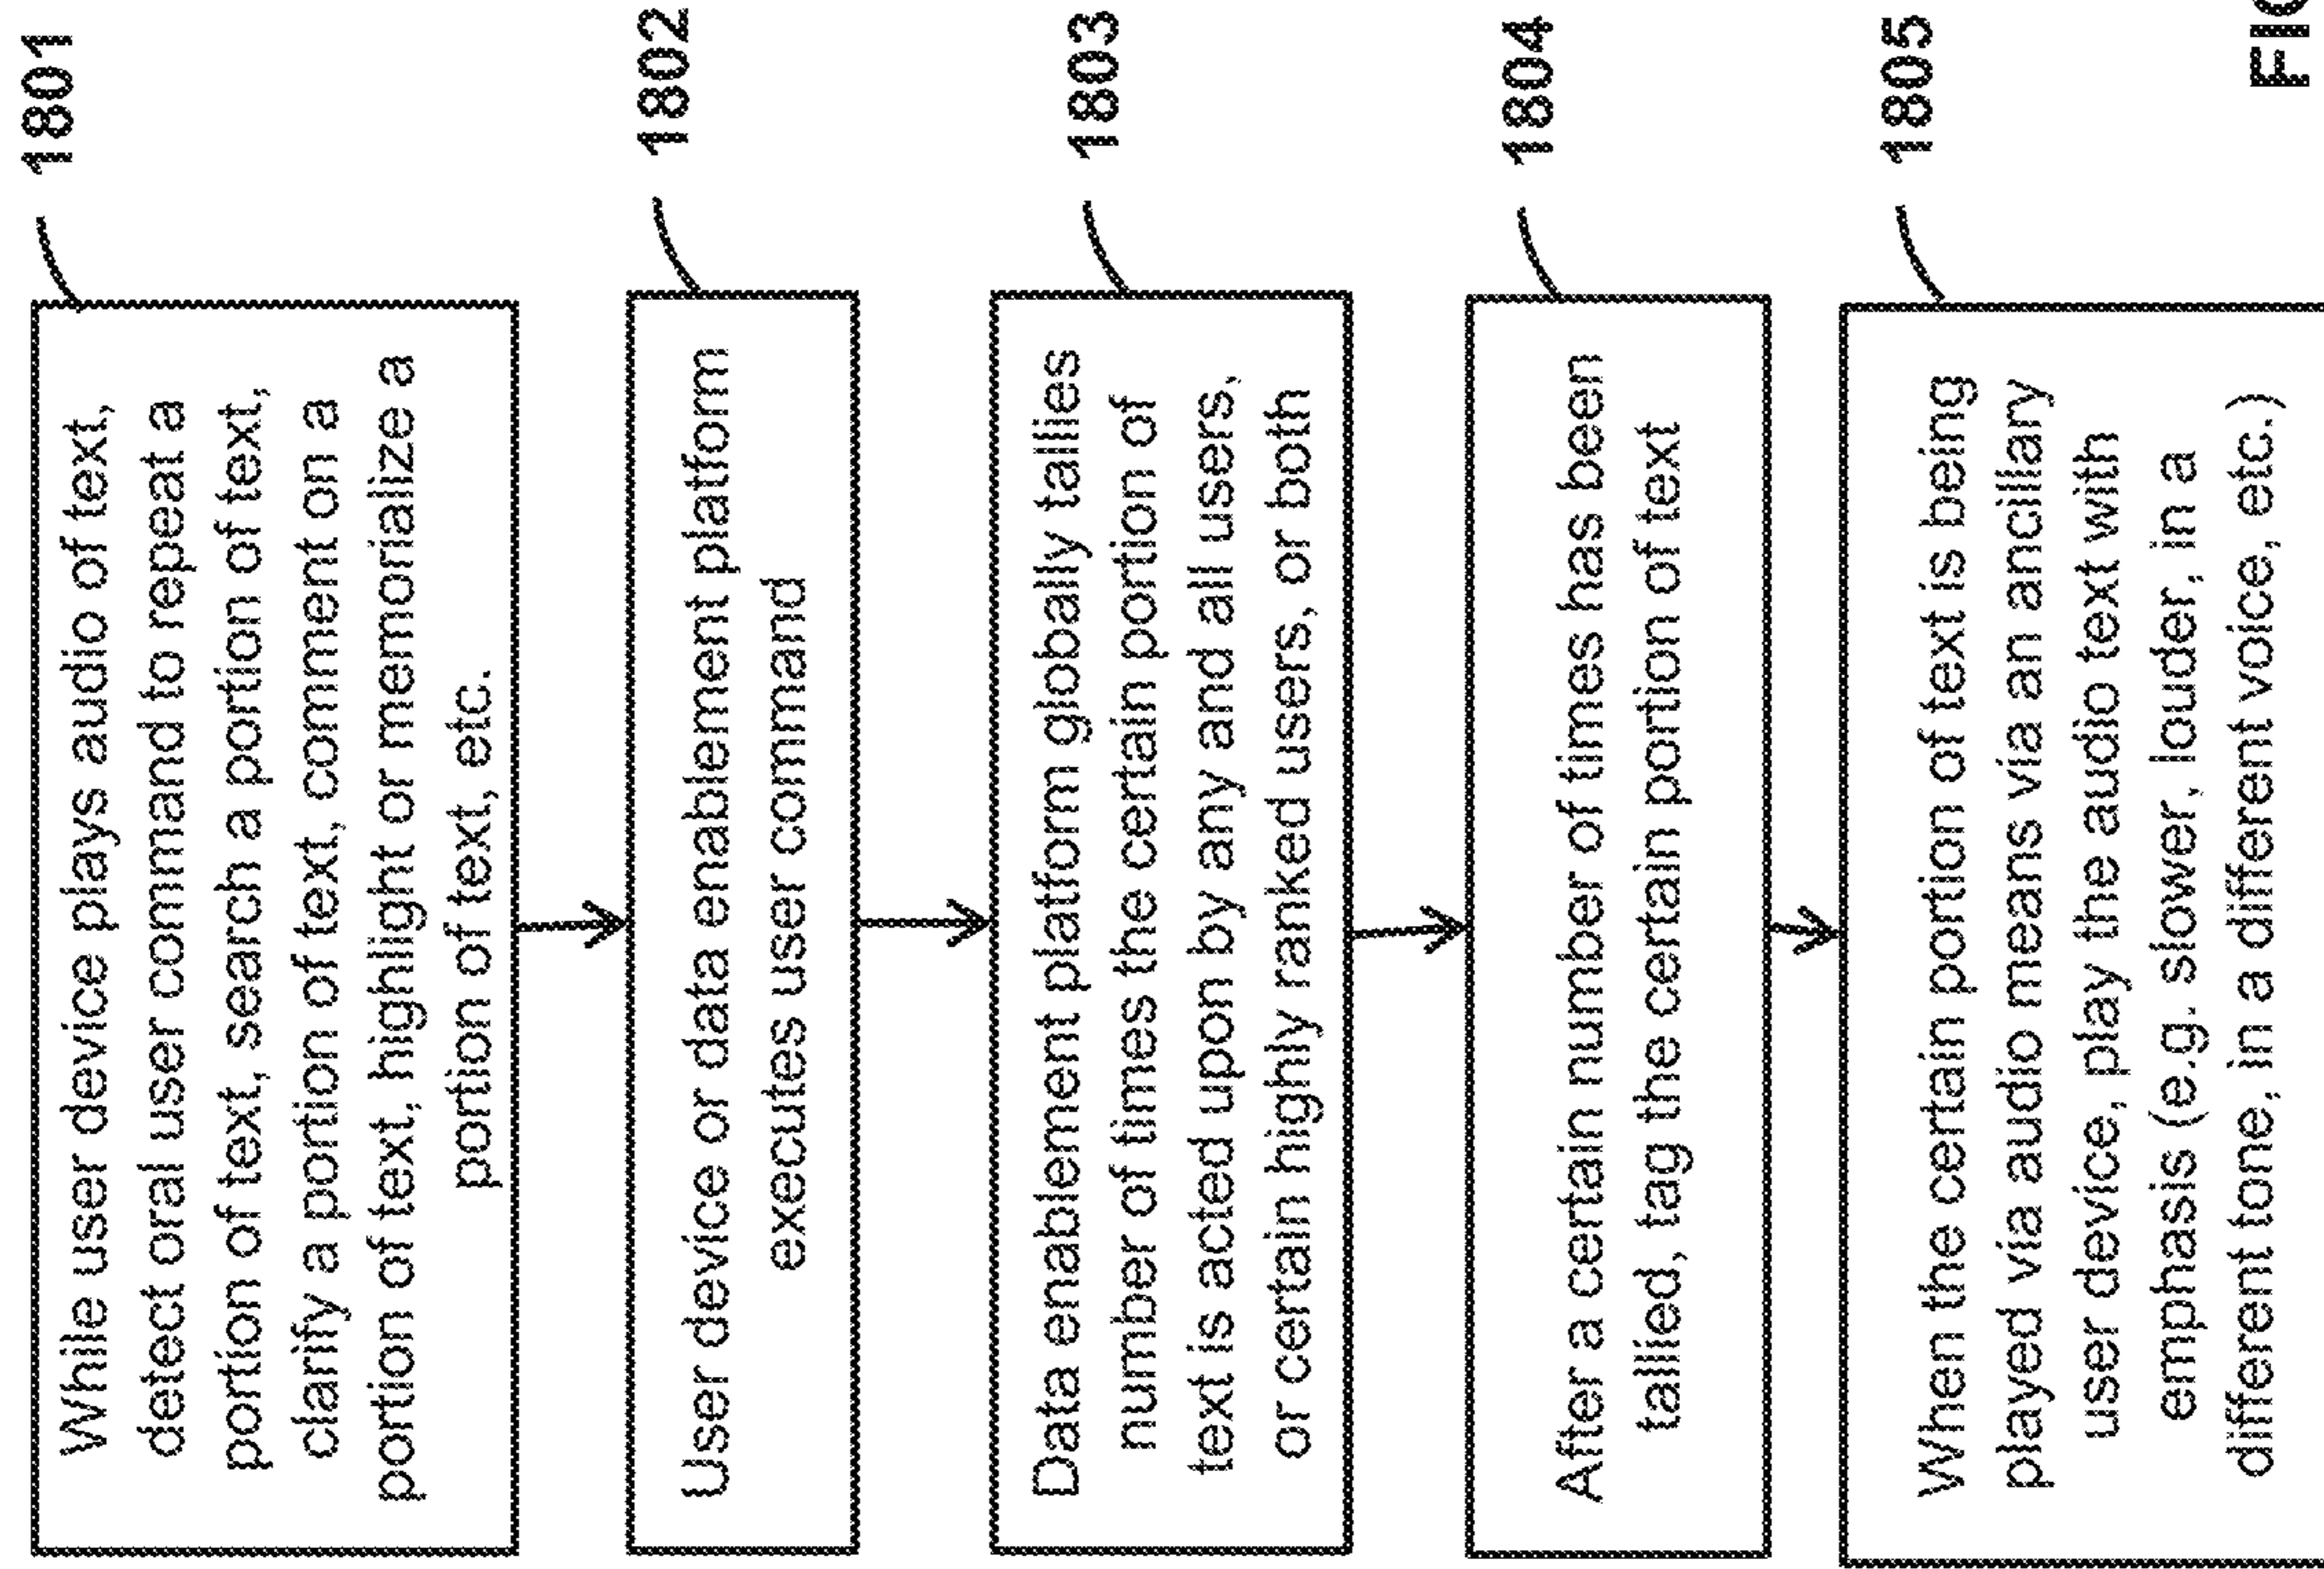 1801
While user device plays audio of text,
detect oral user command to repeat a
portion of text, search a portion of text,
clarify a portion of text, comment on a
portion of text, highlight or memorialize a
portion of text, etc.
1802
User device or data enablement platform
executes user command
1803
Data enablement platform globally tallies
number of times the certain portion of
text is acted upon by any and all users,
or certain highly ranked users, or both
1804
After a certain number of times has been
tallied, tag the certain portion of text
1805
When the certain portion of text is being
played via audio means via an ancillary
user device, play the audio text with
emphasis (e.g. slower, louder, in a
different tone, in a different voice, etc.)